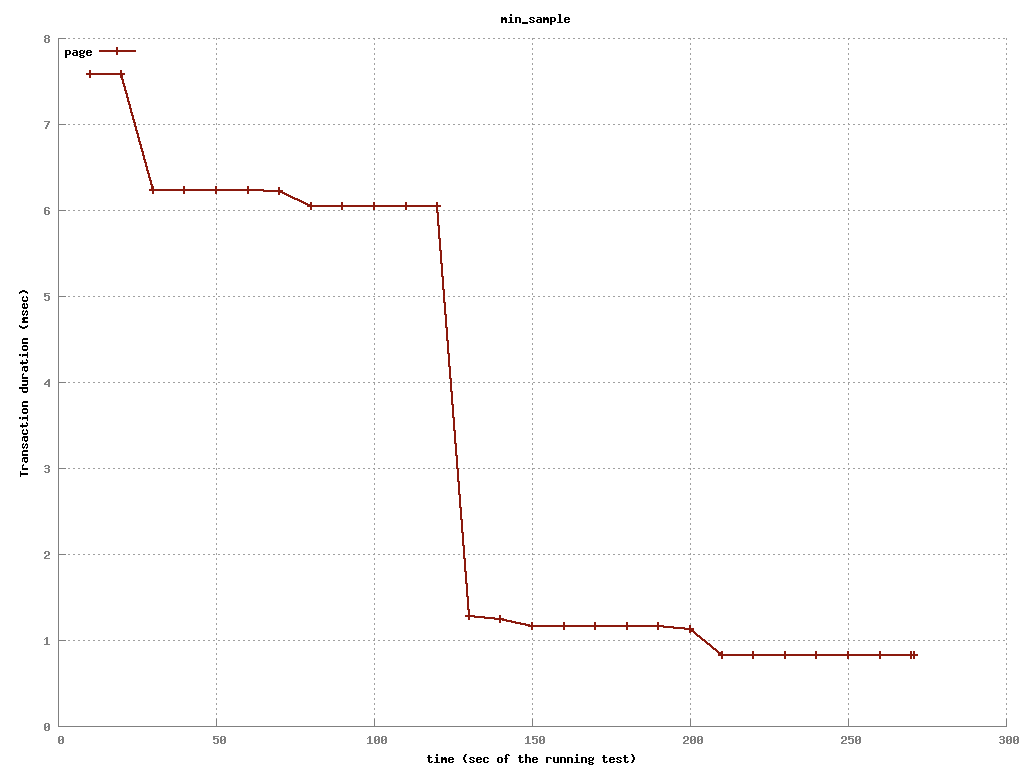 min_sample
page
8
7
6
5
4
3
2
1
0
Transaction duration (msec)
0 50 100 150 200 250 300
time (sec of the running test)